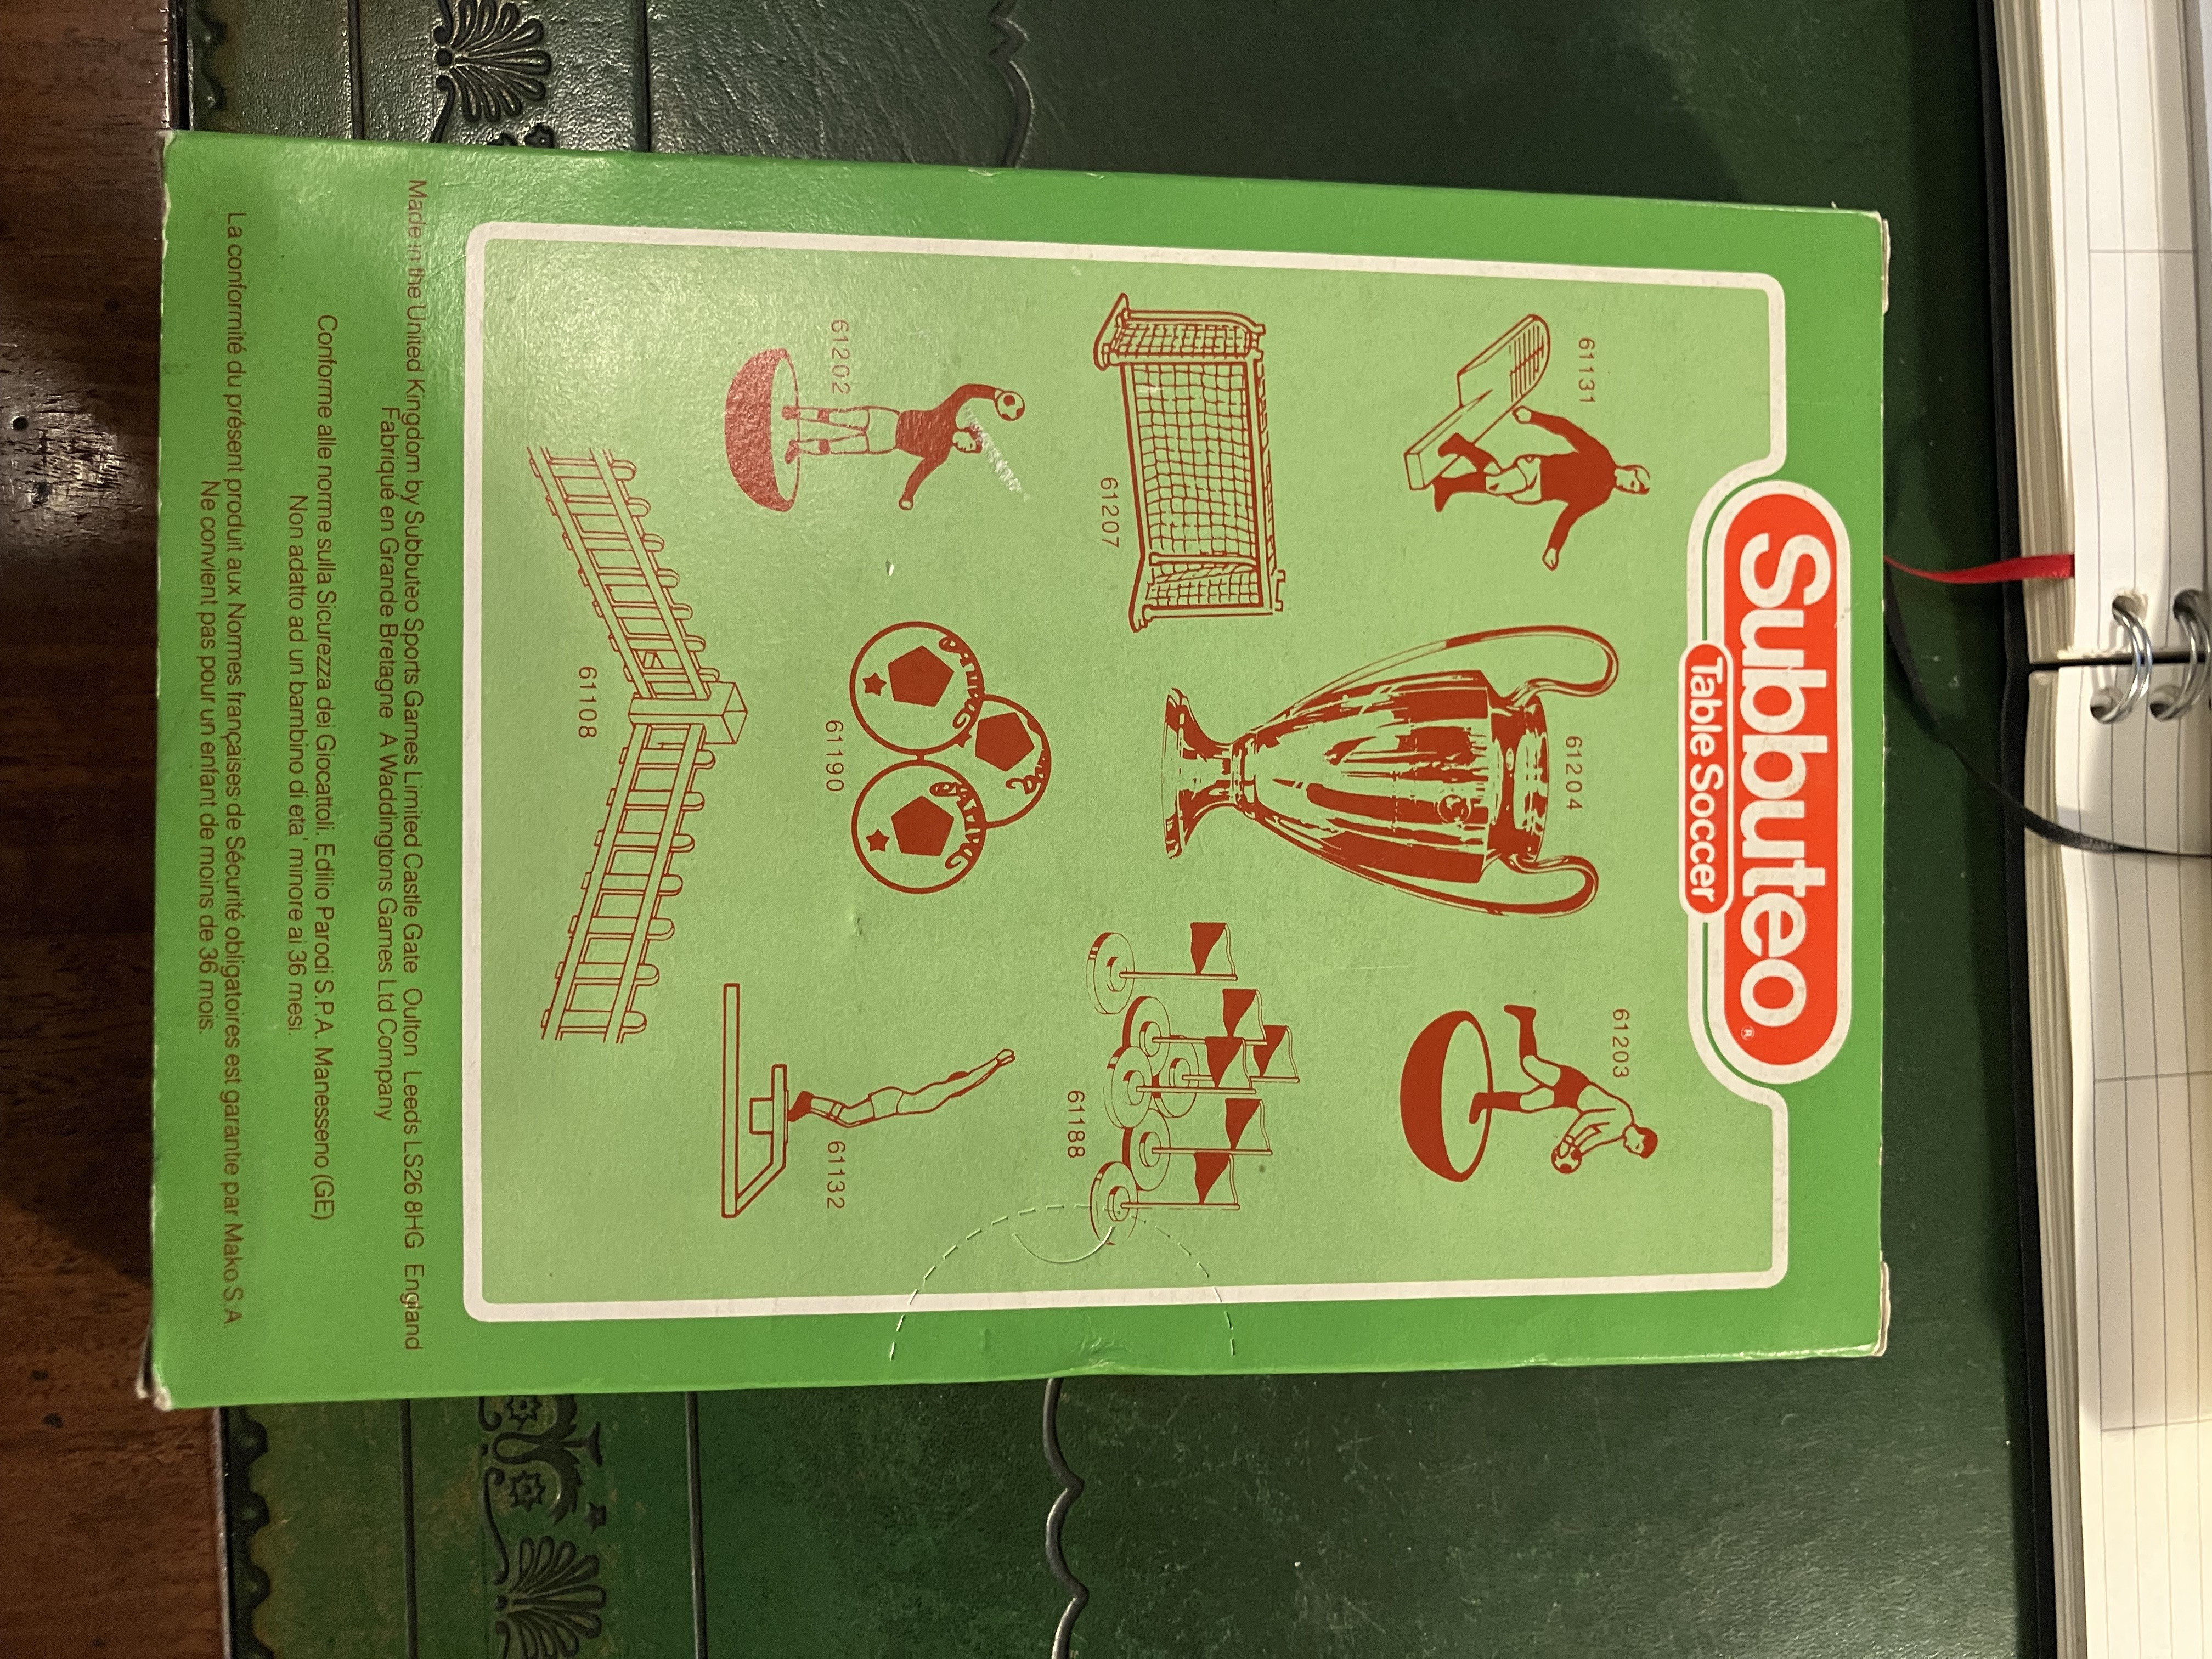 Subbuteo®
Table Soccer
61131
61204
61203
61207
61188
61202
61190
61132
61108
Made in the United Kingdom by Subbuteo Sports Games Limited Castle Gate Oulton Leeds LS26 8HG England
Fabriqué en Grande Bretagne A Waddingtons Games Ltd Company
Conforme alle norme sulla Sicurezza dei Giocattoli. Edilio Parodi S.P.A. Manesseno (GE)
Non adatto ad un bambino di eta' minore ai 36 mesi.
La conformité du présent produit aux Normes françaises de Sécurité obligatoires est garantie par Mako S.A.
Ne convient pas pour un enfant de moins de 36 mois.